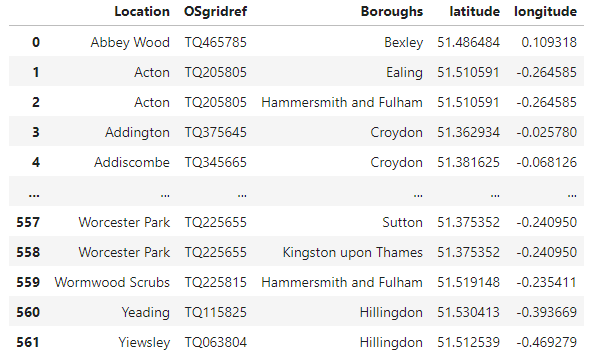 Location OSgridref Boroughs latitude longitude
0 Abbey Wood TQ465785 Bexley 51.486484 0.109318
1 Acton TQ205805 Ealing 51.510591 -0.264585
2 Acton TQ205805 Hammersmith and Fulham 51.510591 -0.264585
3 Addington TQ375645 Croydon 51.362934 -0.025780
4 Addiscombe TQ345665 Croydon 51.381625 -0.068126
... ... ... ... ... ...
557 Worcester Park TQ225655 Sutton 51.375352 -0.240950
558 Worcester Park TQ225655 Kingston upon Thames 51.375352 -0.240950
559 Wormwood Scrubs TQ225815 Hammersmith and Fulham 51.519148 -0.235411
560 Yeading TQ115825 Hillingdon 51.530413 -0.393669
561 Yiewsley TQ063804 Hillingdon 51.512539 -0.469279